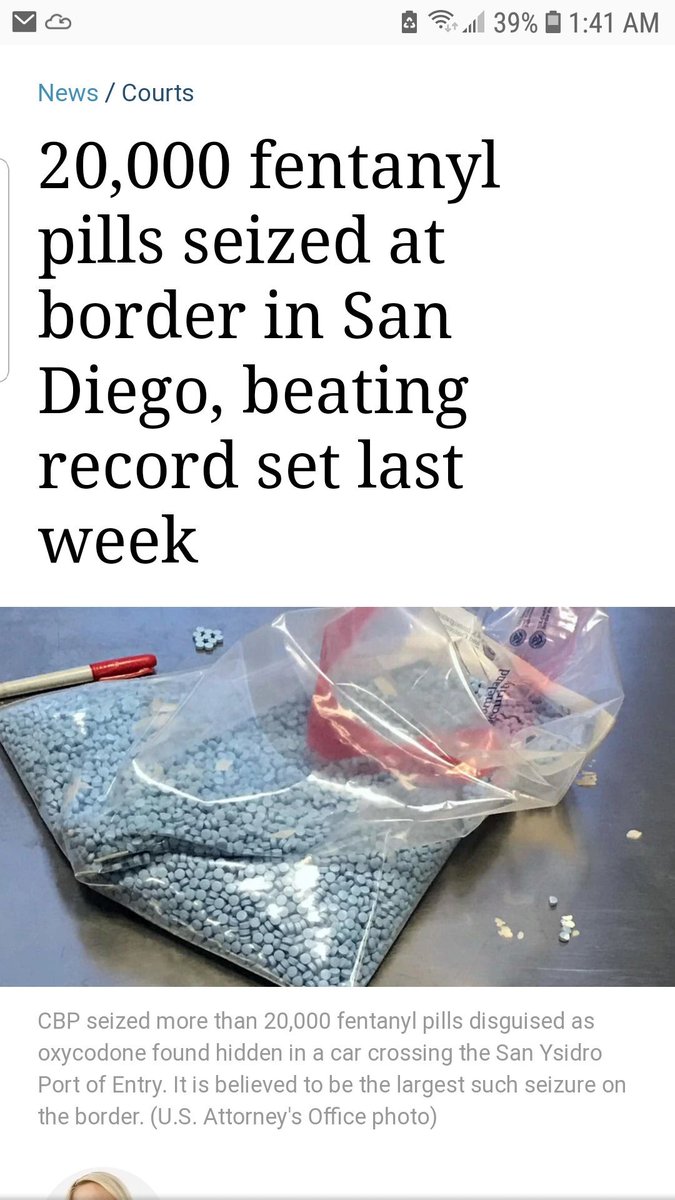 39% 1:41 AM
News / Courts
20,000 fentanyl
pills seized at
border in San
Diego, beating
record set last
week
Homeland
Security
CBP seized more than 20,000 fentanyl pills disguised as
oxycodone found hidden in a car crossing the San Ysidro
Port of Entry. It is believed to be the largest such seizure on
the border. (U.S. Attorney's Office photo)